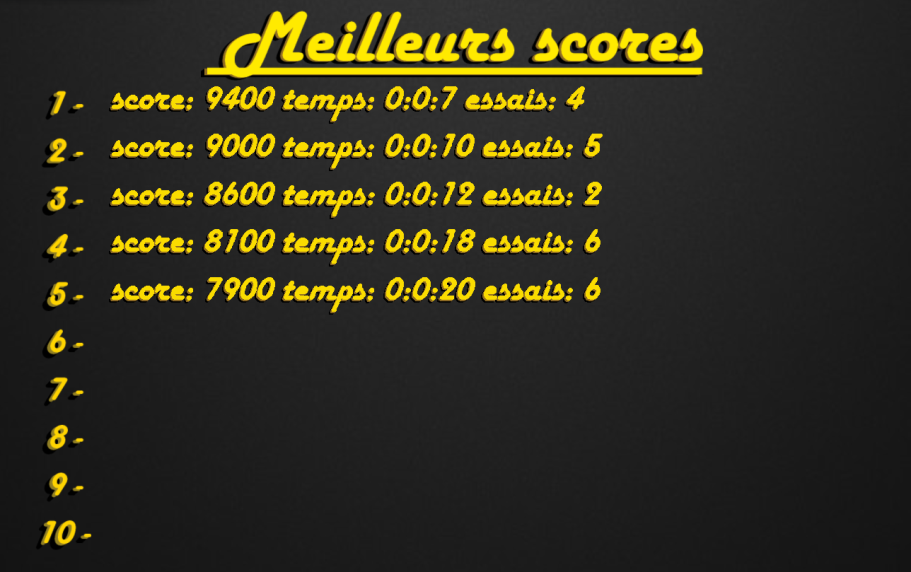 Meilleurs scores
1 - score: 9400 temps: 0:0:7 essais: 4
2 - score: 9000 temps: 0:0:10 essais: 5
3 - score: 8600 temps: 0:0:12 essais: 2
4 - score: 8100 temps: 0:0:18 essais: 6
5 - score: 7900 temps: 0:0:20 essais: 6
6 -
7 -
8 -
9 -
10 -